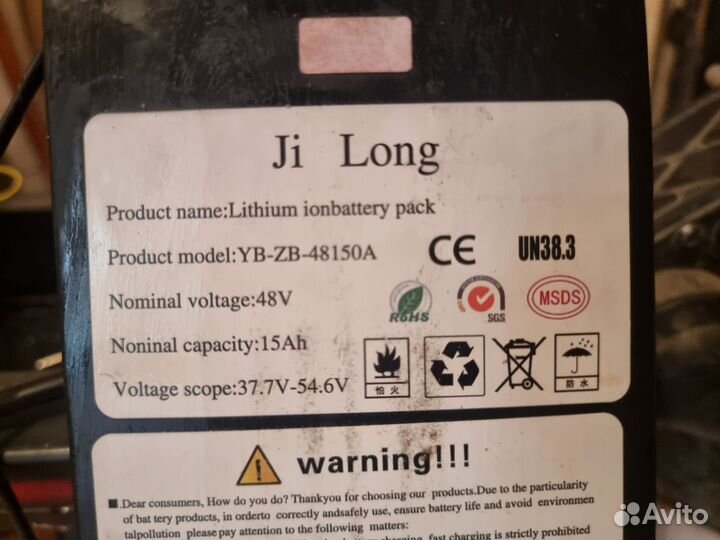 Ji Long
Product name:Lithium ionbattery pack
Product model:YB-ZB-48150A CE UN38.3
Nominal voltage:48V
RoHS SGS MSDS
Noninal capacity:15Ah
Voltage scope:37.7V-54.6V
怕火 防水
warning!!!
Dear consumers, How do you do? Thankyou for choosing our products.Due to the particularity
of bat tery products, in orderto correctly andsafely use, ensure battery life and avoid environmen
talpollution please pay attention to the following matters:
charging, fast charging is strictly prohibited
Avito